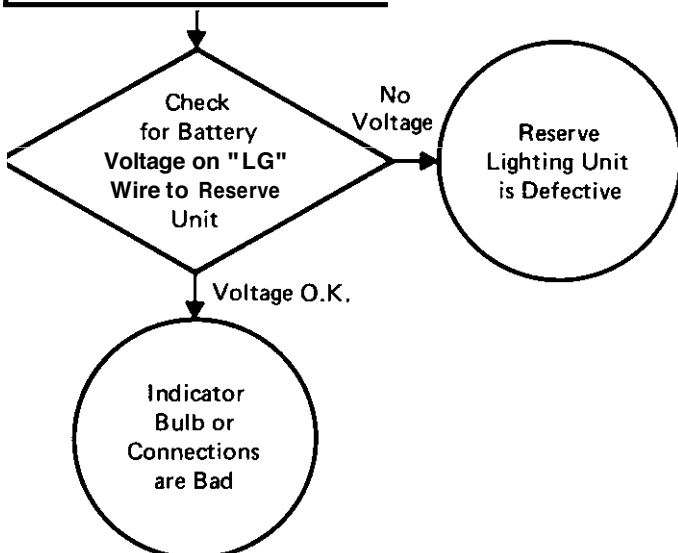 Check
for Battery
Voltage on "LG"
Wire to Reserve
Unit
No
Voltage
Reserve
Lighting Unit
is Defective
Voltage O.K.
Indicator
Bulb or
Connections
are Bad